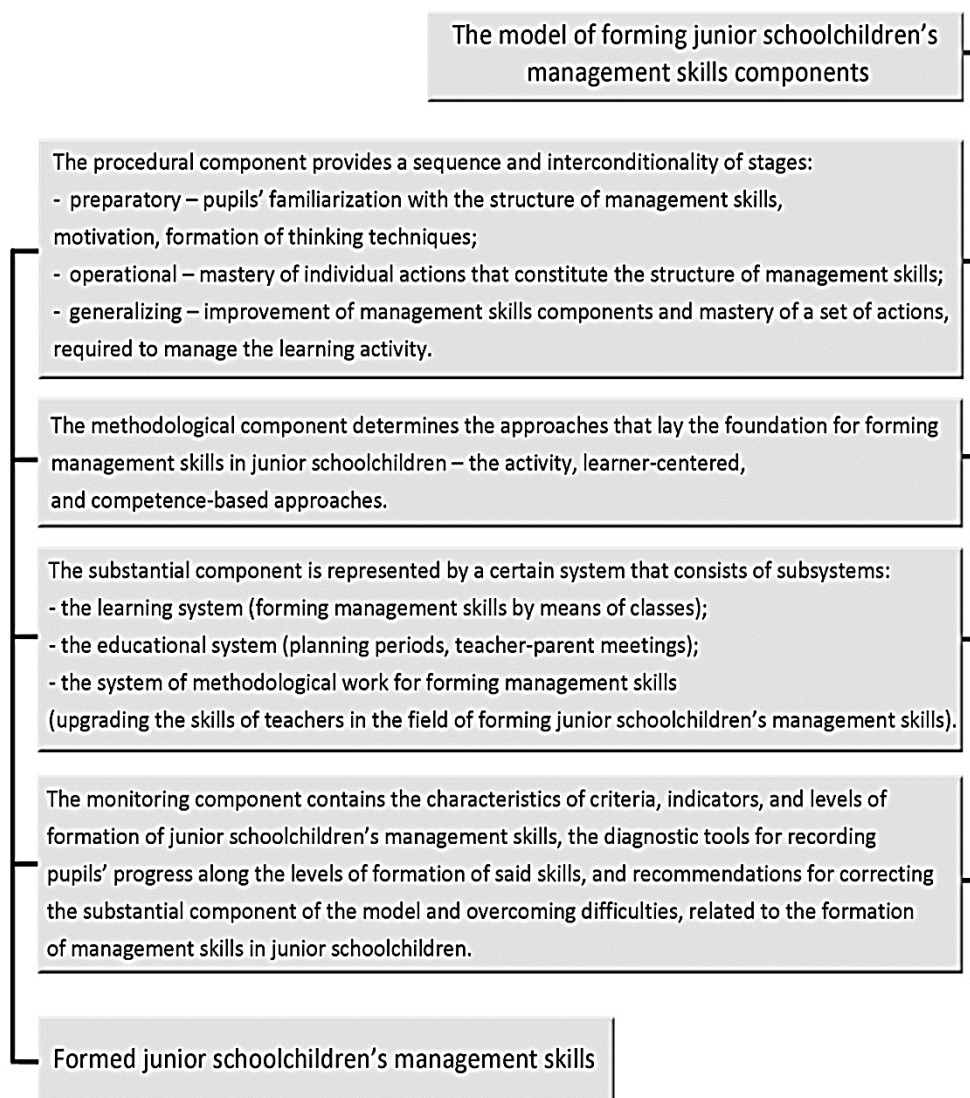 The model of forming junior schoolchildren's
management skills components
The procedural component provides a sequence and interconditionality of stages:
- preparatory – pupils' familiarization with the structure of management skills,
motivation, formation of thinking techniques;
- operational – mastery of individual actions that constitute the structure of management skills;
- generalizing – improvement of management skills components and mastery of a set of actions,
required to manage the learning activity.
The methodological component determines the approaches that lay the foundation for forming
management skills in junior schoolchildren – the activity, learner-centered,
and competence-based approaches.
The substantial component is represented by a certain system that consists of subsystems:
- the learning system (forming management skills by means of classes);
- the educational system (planning periods, teacher-parent meetings);
- the system of methodological work for forming management skills
(upgrading the skills of teachers in the field of forming junior schoolchildren's management skills).
The monitoring component contains the characteristics of criteria, indicators, and levels of
formation of junior schoolchildren's management skills, the diagnostic tools for recording
pupils' progress along the levels of formation of said skills, and recommendations for correcting
the substantial component of the model and overcoming difficulties, related to the formation
of management skills in junior schoolchildren.
Formed junior schoolchildren's management skills